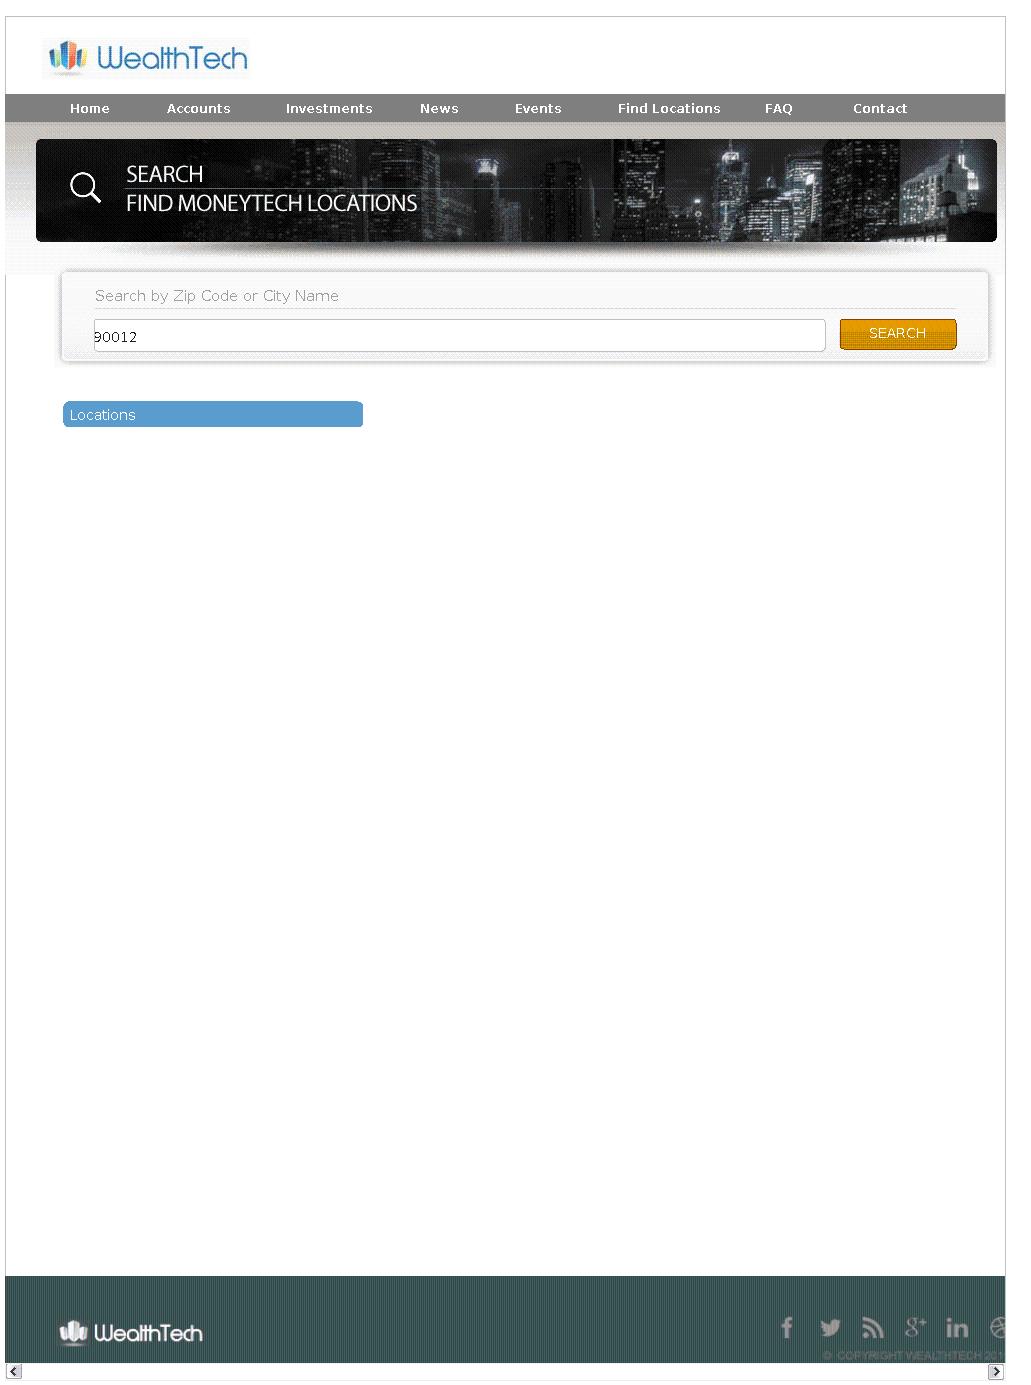 WealthTech
Home Accounts Investments News Events Find Locations FAQ Contact
SEARCH
FIND MONEYTECH LOCATIONS
Search by Zip Code or City Name
90012
SEARCH
Locations
WealthTech
© COPYRIGHT WEALTHTECH 201